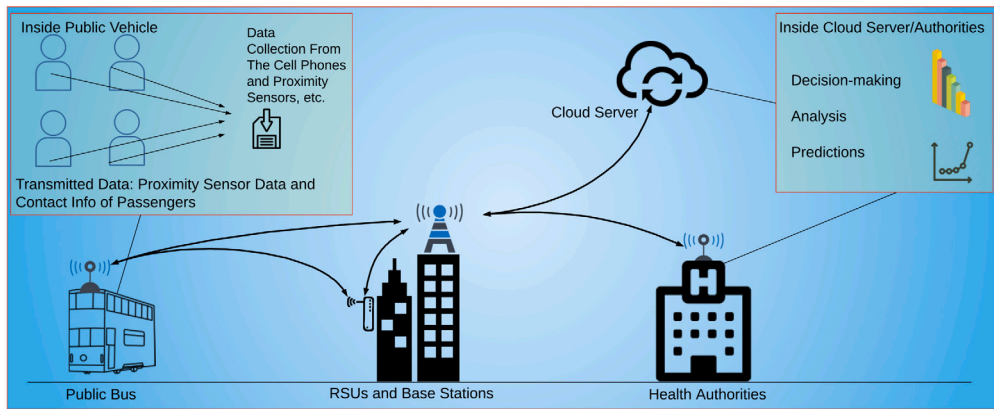 Inside Public Vehicle
Data
Collection From
The Cell Phones
and Proximity
Sensors, etc.
Transmitted Data: Proximity Sensor Data and
Contact Info of Passengers
Cloud Server
Inside Cloud Server/Authorities
Decision-making
Analysis
Predictions
H
Public Bus
RSUs and Base Stations
Health Authorities